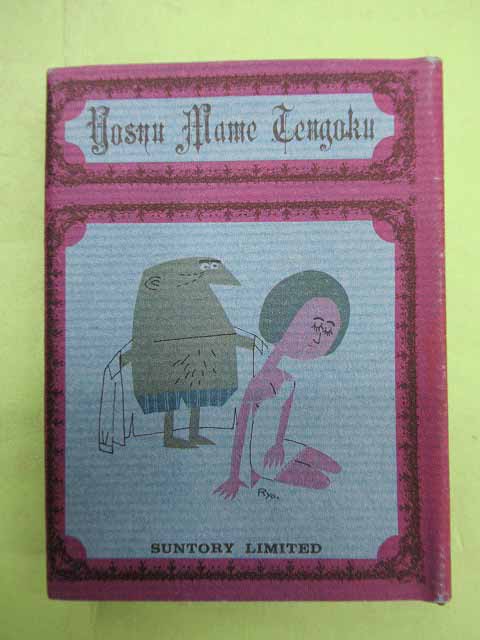 Yosyu Mame Tengoku
Ryo.
SUNTORY LIMITED